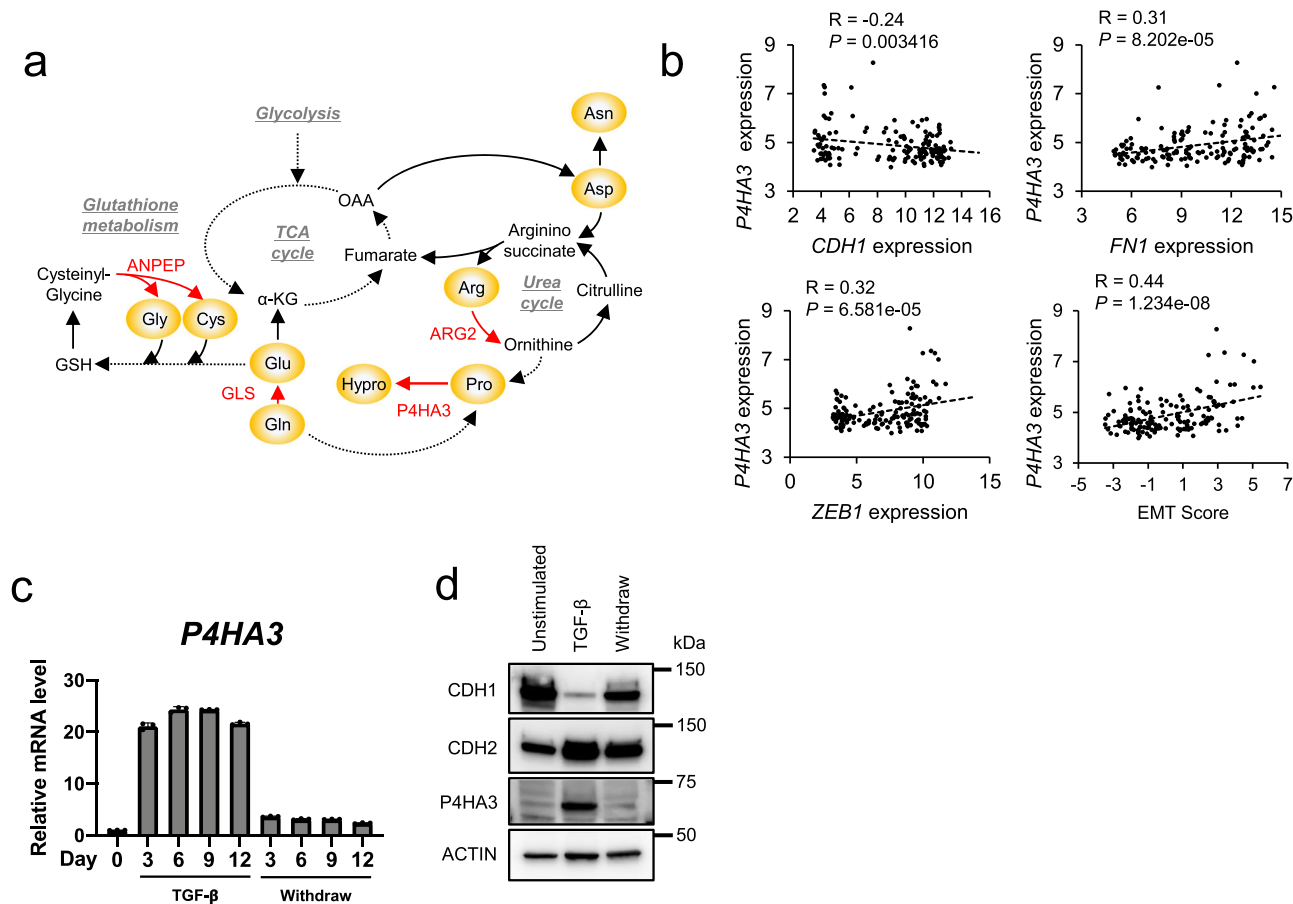 a
Glycolysis
Asn
OAA
Asp
Glutathione
metabolism
TCA
cycle
Fumarate
Arginino
succinate
Cysteinyl-
Glycine
ANPEP
Gly
Cys
α-KG
Arg
Urea
cycle
Citrulline
ARG2
Ornithine
GSH
Glu
GLS
Gln
Hypro
Pro
P4HA3
b
R = -0.24
P = 0.003416
P4HA3 expression
9
7
5
3
2 4 6 8 10 12 14 16
CDH1 expression
R = 0.31
P = 8.202e-05
P4HA3 expression
9
7
5
3
3 6 9 12 15
FN1 expression
R = 0.32
P = 6.581e-05
P4HA3 expression
9
7
5
3
0 5 10 15
ZEB1 expression
R = 0.44
P = 1.234e-08
P4HA3 expression
9
7
5
3
-5 -3 -1 1 3 5 7
EMT Score
c
P4HA3
Relative mRNA level
30
20
10
0
Day 0 3 6 9 12 3 6 9 12
TGF-β Withdraw
d
Unstimulated
TGF-β
Withdraw
kDa
CDH1
150
CDH2
150
P4HA3
75
ACTIN
50